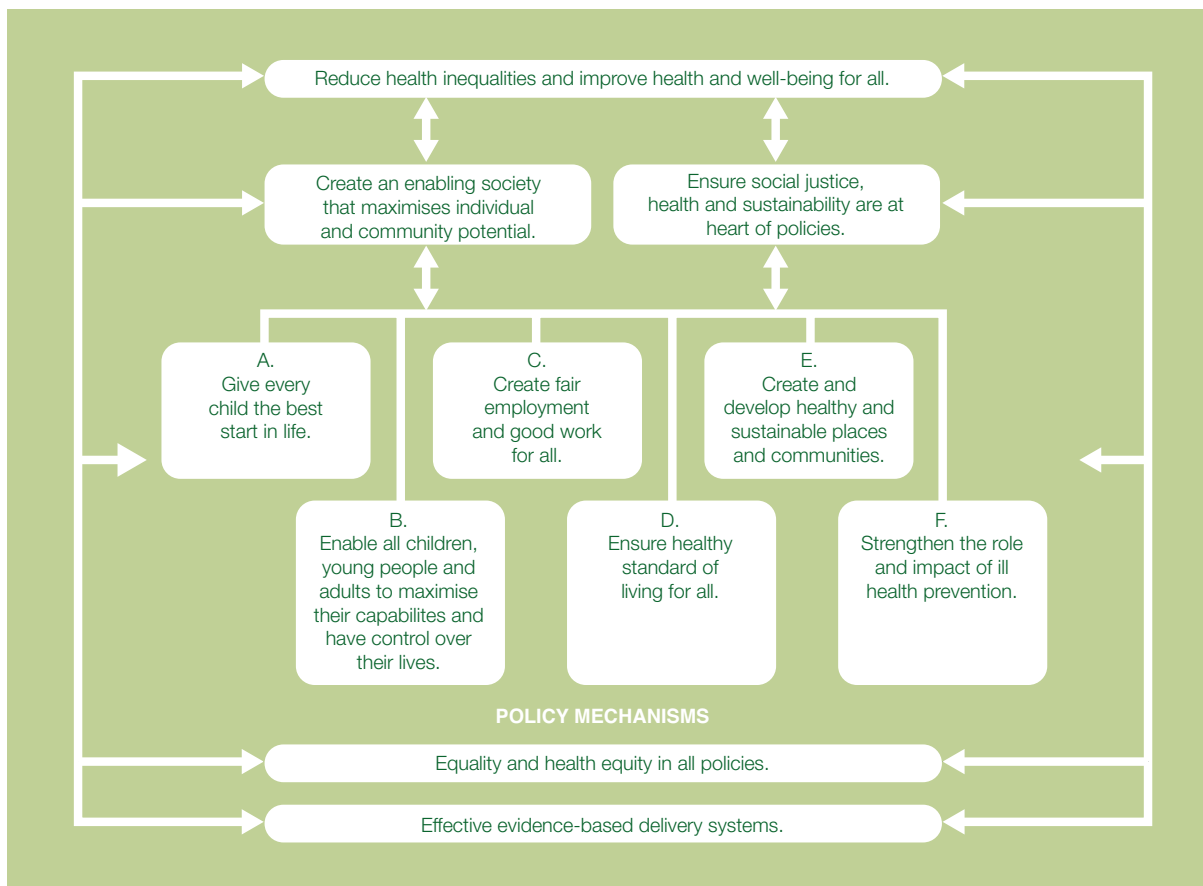 Reduce health inequalities and improve health and well-being for all.
Create an enabling society
that maximises individual
and community potential.
Ensure social justice,
health and sustainability are at
heart of policies.
A.
Give every
child the best
start in life.
B.
Enable all children,
young people and
adults to maximise
their capabilites and
have control over
their lives.
C.
Create fair
employment
and good work
for all.
D.
Ensure healthy
standard of
living for all.
E.
Create and
develop healthy and
sustainable places
and communities.
F.
Strengthen the role
and impact of ill
health prevention.
POLICY MECHANISMS
Equality and health equity in all policies.
Effective evidence-based delivery systems.